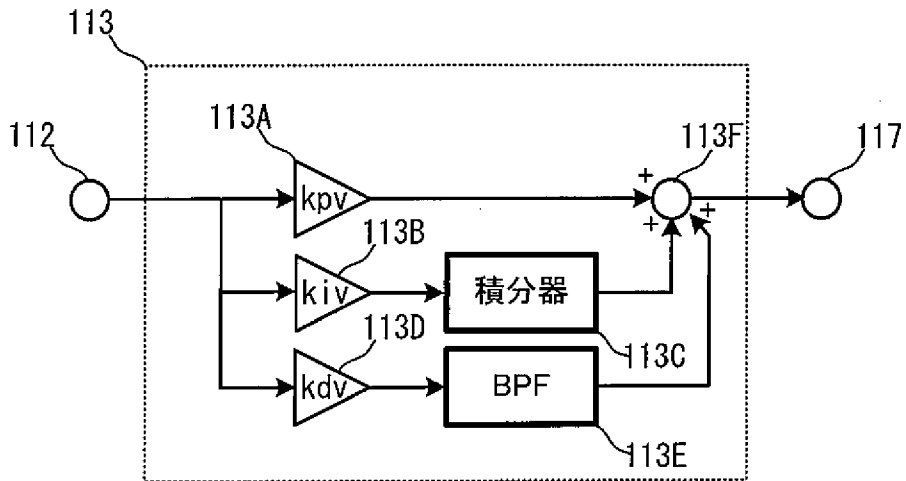 113
112
113A
113F
117
kpv
+
+
+
113B
kiv
積分器
113D
113C
kdv
BPF
113E